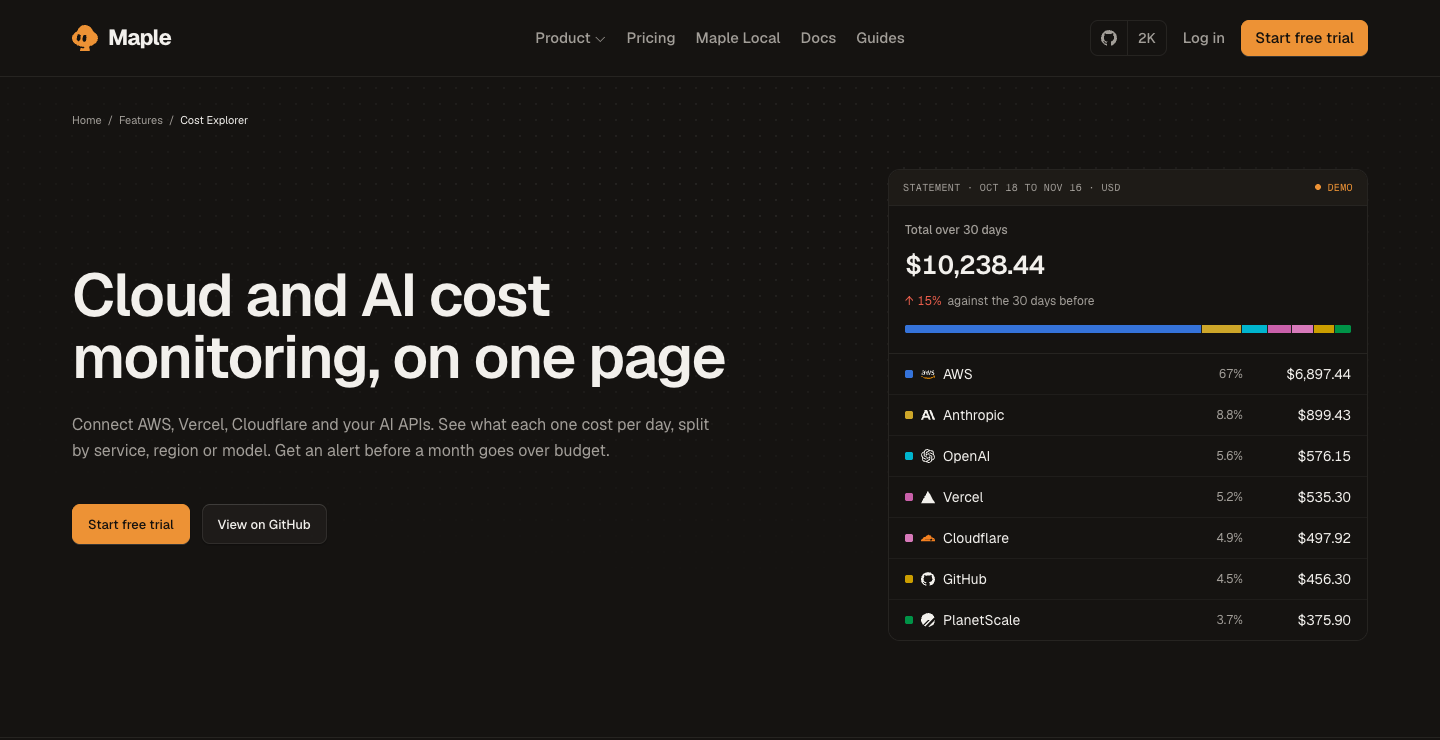 Maple
Product
Pricing
Maple Local
Docs
Guides
2K
Log in
Start free trial
Home / Features / Cost Explorer
Cloud and AI cost
monitoring, on one page
Connect AWS, Vercel, Cloudflare and your AI APIs. See what each one cost per day, split
by service, region or model. Get an alert before a month goes over budget.
Start free trial
View on GitHub
STATEMENT · OCT 18 TO NOV 16 · USD
DEMO
Total over 30 days
$10,238.44
↑ 15% against the 30 days before
aws AWS 67% $6,897.44
Anthropic 8.8% $899.43
OpenAI 5.6% $576.15
Vercel 5.2% $535.30
Cloudflare 4.9% $497.92
GitHub 4.5% $456.30
PlanetScale 3.7% $375.90